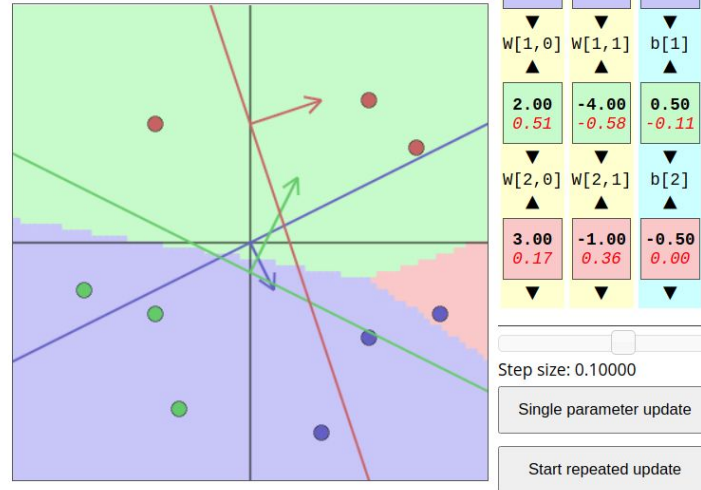 W[1,0] W[1,1] b[1]
2.00 -4.00 0.50
0.51 -0.58 -0.11
W[2,0] W[2,1] b[2]
3.00 -1.00 -0.50
0.17 0.36 0.00
Step size: 0.10000
Single parameter update
Start repeated update